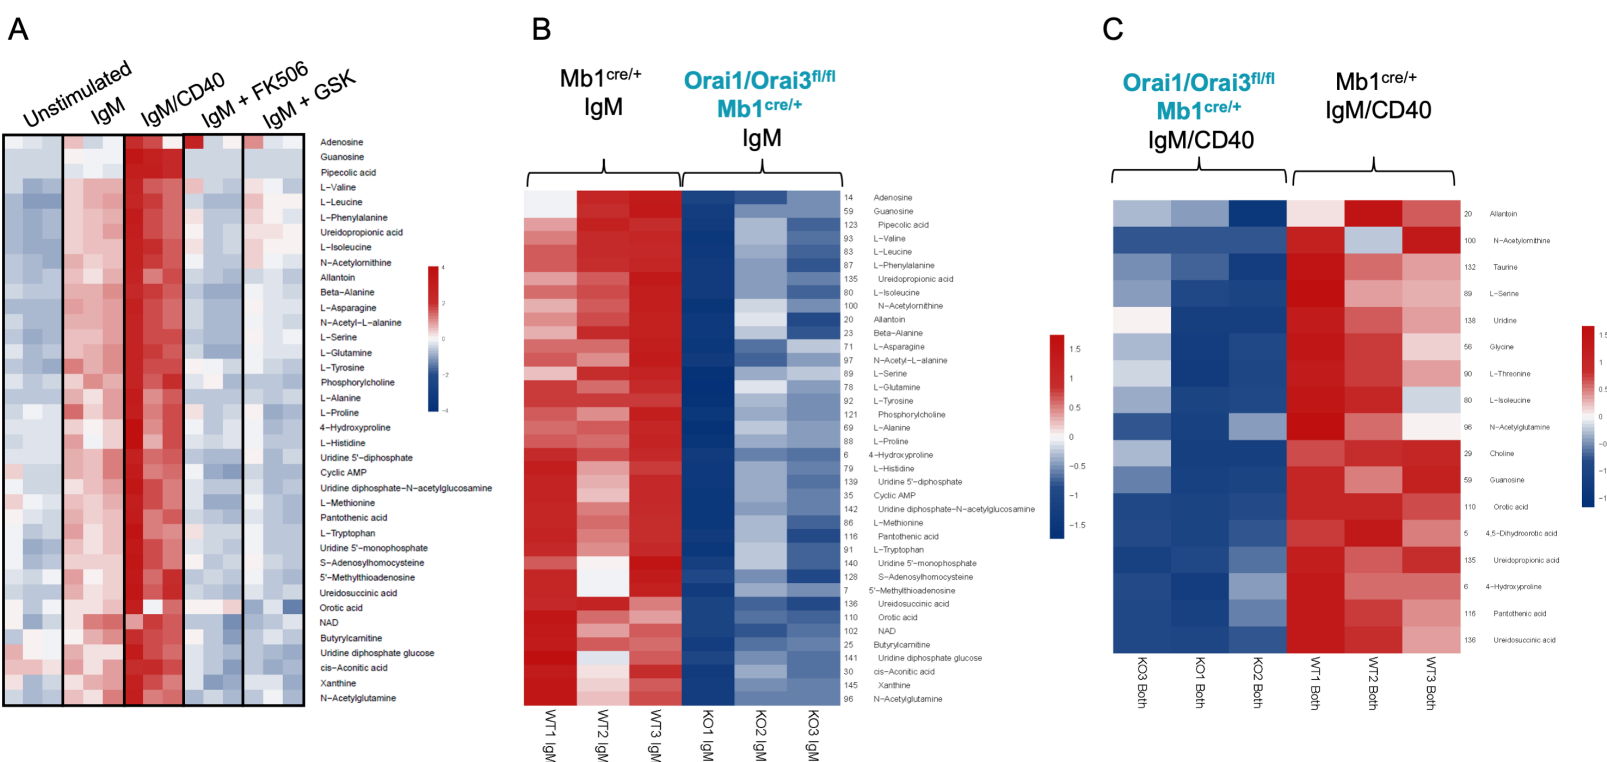 A
Unstimulated
IgM
IgM/CD40
IgM + FK506
IgM + GSK
Adenosine
Guanosine
Pipecolic acid
L−Valine
L−Leucine
L−Phenylalanine
Ureidopropionic acid
L−Isoleucine
N−Acetylornithine
Allantoin
Beta−Alanine
L−Asparagine
N−Acetyl−L−alanine
L−Serine
L−Glutamine
L−Tyrosine
Phosphorylcholine
L−Alanine
L−Proline
4−Hydroxyproline
L−Histidine
Uridine 5'−diphosphate
Cyclic AMP
Uridine diphosphate−N−acetylglucosamine
L−Methionine
Pantothenic acid
L−Tryptophan
Uridine 5'−monophosphate
S−Adenosylhomocysteine
5'−Methylthioadenosine
Ureidosuccinic acid
Orotic acid
NAD
Butyrylcarnitine
Uridine diphosphate glucose
cis−Aconitic acid
Xanthine
N−Acetylglutamine
4
2
0
−2
−4
B
Mb1cre/+
IgM
Orai1/Orai3fl/fl
Mb1cre/+
IgM
14 Adenosine
59 Guanosine
123 Pipecolic acid
93 L−Valine
83 L−Leucine
87 L−Phenylalanine
135 Ureidopropionic acid
80 L−Isoleucine
100 N−Acetylornithine
20 Allantoin
23 Beta−Alanine
71 L−Asparagine
97 N−Acetyl−L−alanine
89 L−Serine
78 L−Glutamine
92 L−Tyrosine
121 Phosphorylcholine
69 L−Alanine
88 L−Proline
6 4−Hydroxyproline
79 L−Histidine
139 Uridine 5'−diphosphate
35 Cyclic AMP
142 Uridine diphosphate−N−acetylglucosamine
86 L−Methionine
116 Pantothenic acid
91 L−Tryptophan
140 Uridine 5'−monophosphate
128 S−Adenosylhomocysteine
7 5'−Methylthioadenosine
136 Ureidosuccinic acid
110 Orotic acid
102 NAD
25 Butyrylcarnitine
141 Uridine diphosphate glucose
30 cis−Aconitic acid
145 Xanthine
96 N−Acetylglutamine
WT1 IgM
WT2 IgM
WT3 IgM
KO1 IgM
KO2 IgM
KO3 IgM
1.5
1
0.5
0
−0.5
−1
−1.5
C
Orai1/Orai3fl/fl
Mb1cre/+
IgM/CD40
Mb1cre/+
IgM/CD40
20 Allantoin
100 N−Acetylornithine
132 Taurine
89 L−Serine
138 Uridine
56 Glycine
90 L−Threonine
80 L−Isoleucine
96 N−Acetylglutamine
29 Choline
59 Guanosine
110 Orotic acid
5 4,5−Dihydroorotic acid
135 Ureidopropionic acid
6 4−Hydroxyproline
116 Pantothenic acid
136 Ureidosuccinic acid
KO3 Both
KO1 Both
KO2 Both
WT1 Both
WT2 Both
WT3 Both
1
0